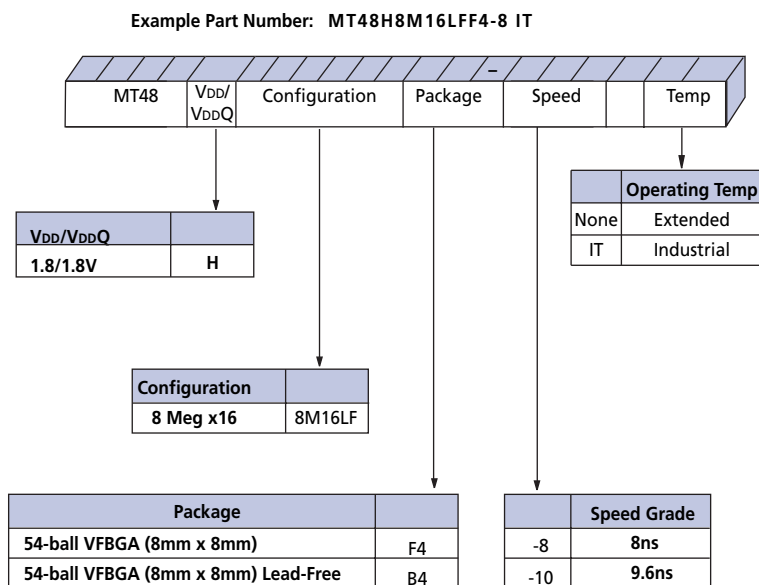 Example Part Number: MT48H8M16LFF4-8 IT
–
MT48 VDD/ VDDQ Configuration Package Speed Temp
VDD/VDDQ
1.8/1.8V H
Operating Temp
None Extended
IT Industrial
Configuration
8 Meg x16 8M16LF
Package
54-ball VFBGA (8mm x 8mm) F4
54-ball VFBGA (8mm x 8mm) Lead-Free B4
Speed Grade
-8 8ns
-10 9.6ns